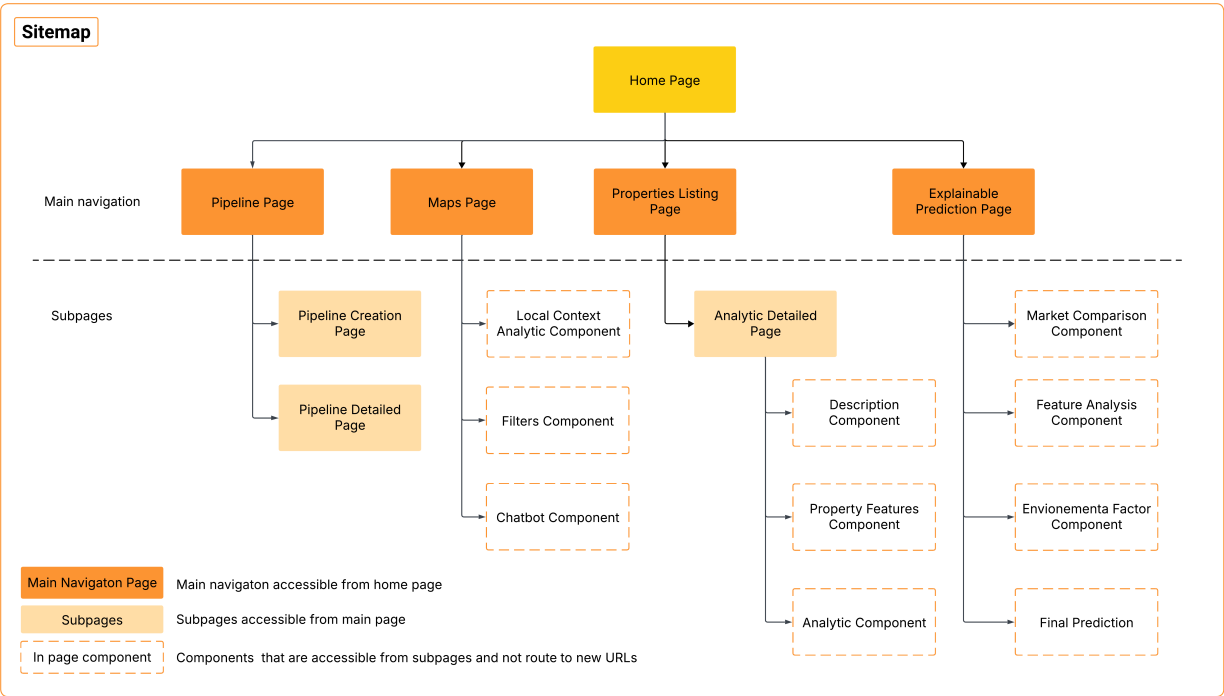 Sitemap
Home Page
Main navigation
Pipeline Page
Maps Page
Properties Listing
Page
Explainable
Prediction Page
Subpages
Pipeline Creation
Page
Local Context
Analytic Component
Analytic Detailed
Page
Market Comparison
Component
Pipeline Detailed
Page
Filters Component
Description
Component
Feature Analysis
Component
Chatbot Component
Property Features
Component
Envionementa Factor
Component
Analytic Component
Final Prediction
Main Navigaton Page
Main navigaton accessible from home page
Subpages
Subpages accessible from main page
In page component
Components that are accessible from subpages and not route to new URLs